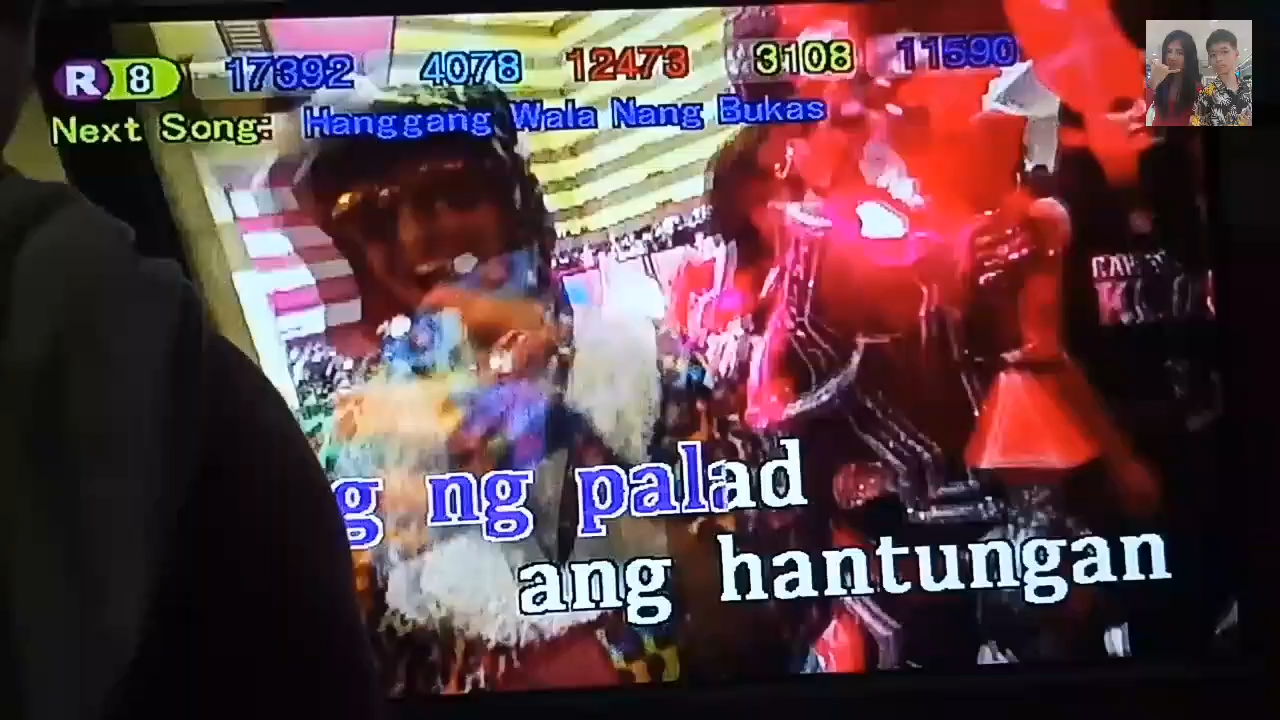 R 8 17392 4078 12473 3108 11590
Next Song: Hanggang Wala Nang Bukas
g ng palad
ang hantungan